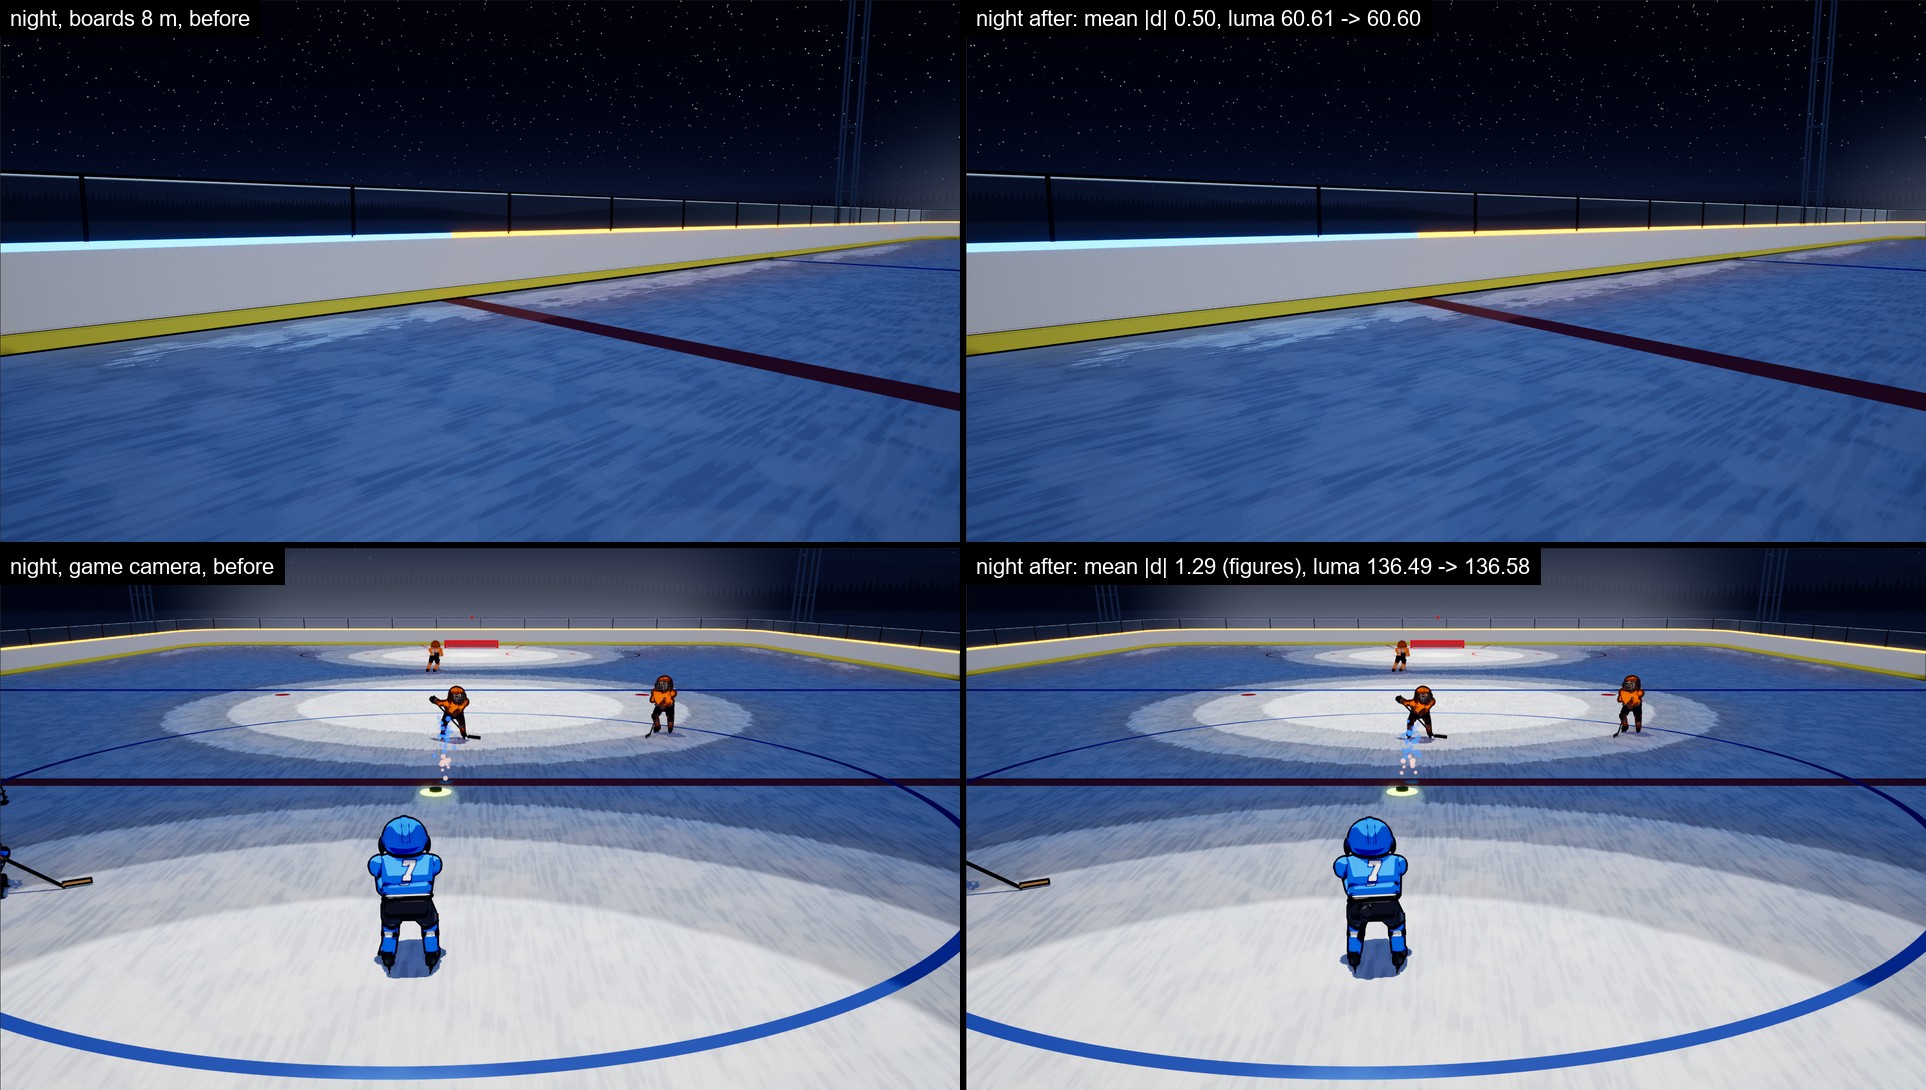 night, boards 8 m, before
night after: mean |d| 0.50, luma 60.61 -> 60.60
night, game camera, before
night after: mean |d| 1.29 (figures), luma 136.49 -> 136.58
7
7